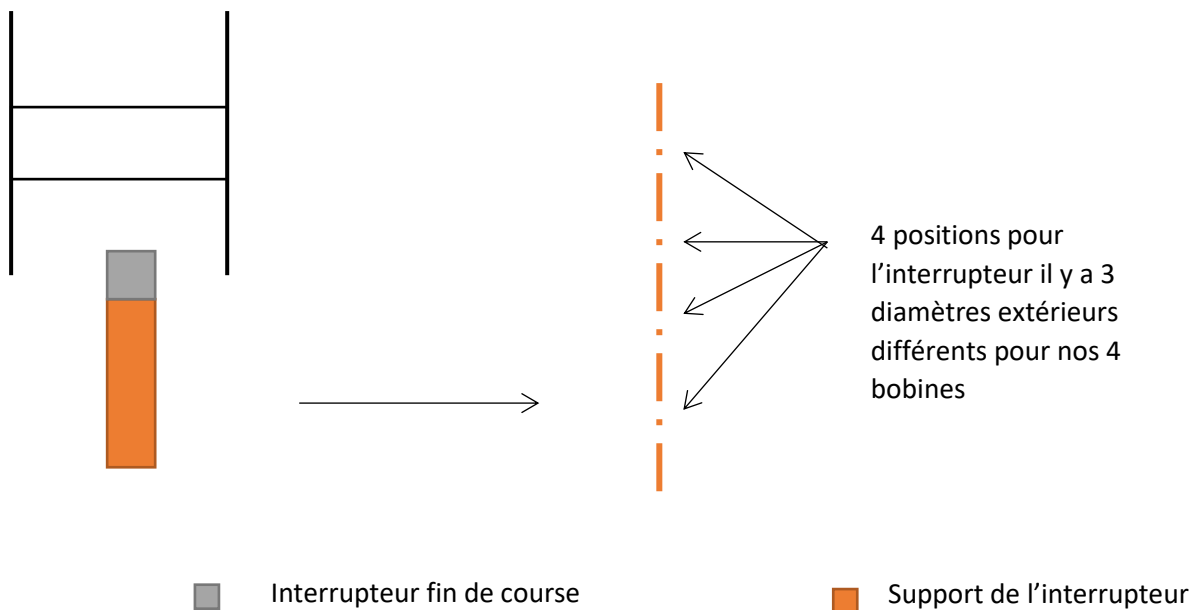 4 positions pour
l’interrupteur il y a 3
diamètres extérieurs
différents pour nos 4
bobines
Interrupteur fin de course
Support de l’interrupteur